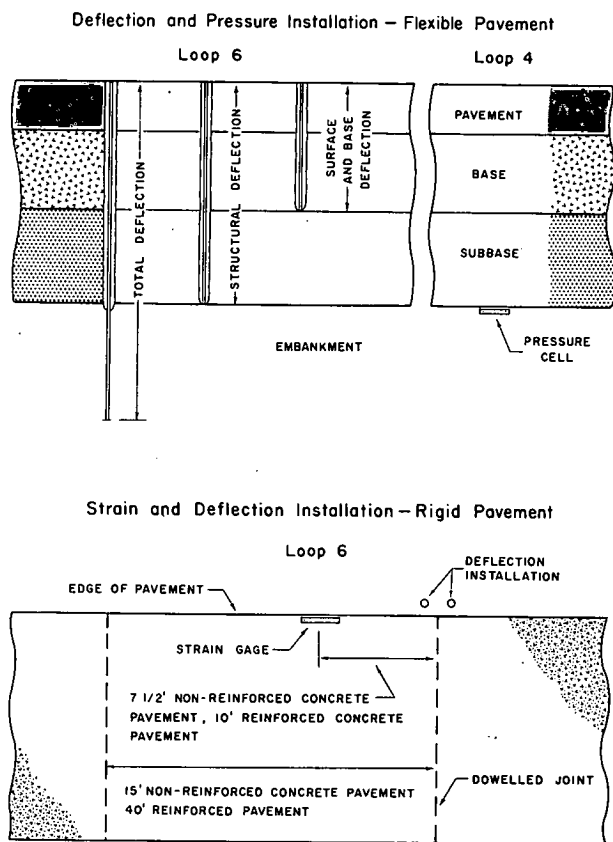 Deflection and Pressure Installation — Flexible Pavement
Loop 6
Loop 4
TOTAL DEFLECTION
STRUCTURAL DEFLECTION
SURFACE
AND BASE
DEFLECTION
PAVEMENT
BASE
SUBBASE
EMBANKMENT
PRESSURE
CELL
Strain and Deflection Installation — Rigid Pavement
Loop 6
DEFLECTION
INSTALLATION
EDGE OF PAVEMENT
STRAIN GAGE
7 1/2' NON-REINFORCED CONCRETE
PAVEMENT , 10' REINFORCED CONCRETE
PAVEMENT
15' NON-REINFORCED CONCRETE PAVEMENT
40' REINFORCED PAVEMENT
DOWELLED JOINT